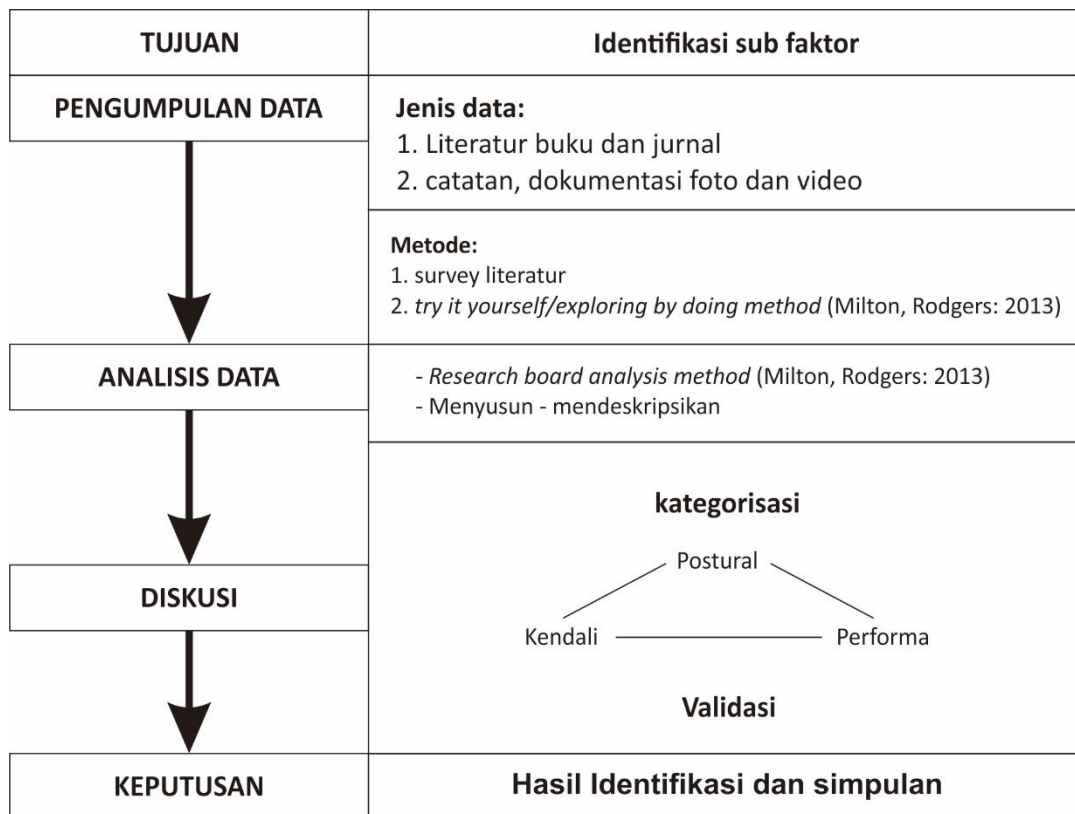 TUJUAN
Identifikasi sub faktor
PENGUMPULAN DATA
Jenis data:
1. Literatur buku dan jurnal
2. catatan, dokumentasi foto dan video
Metode:
1. survey literatur
2. try it yourself/exploring by doing method (Milton, Rodgers: 2013)
ANALISIS DATA
- Research board analysis method (Milton, Rodgers: 2013)
- Menyusun - mendeskripsikan
kategorisasi
Postural
DISKUSI
Kendali
Performa
Validasi
KEPUTUSAN
Hasil Identifikasi dan simpulan